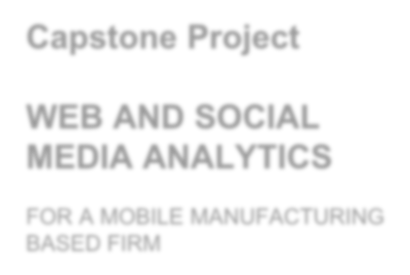 Capstone Project
WEB AND SOCIAL
MEDIA ANALYTICS
FOR A MOBILE MANUFACTURING
BASED FIRM